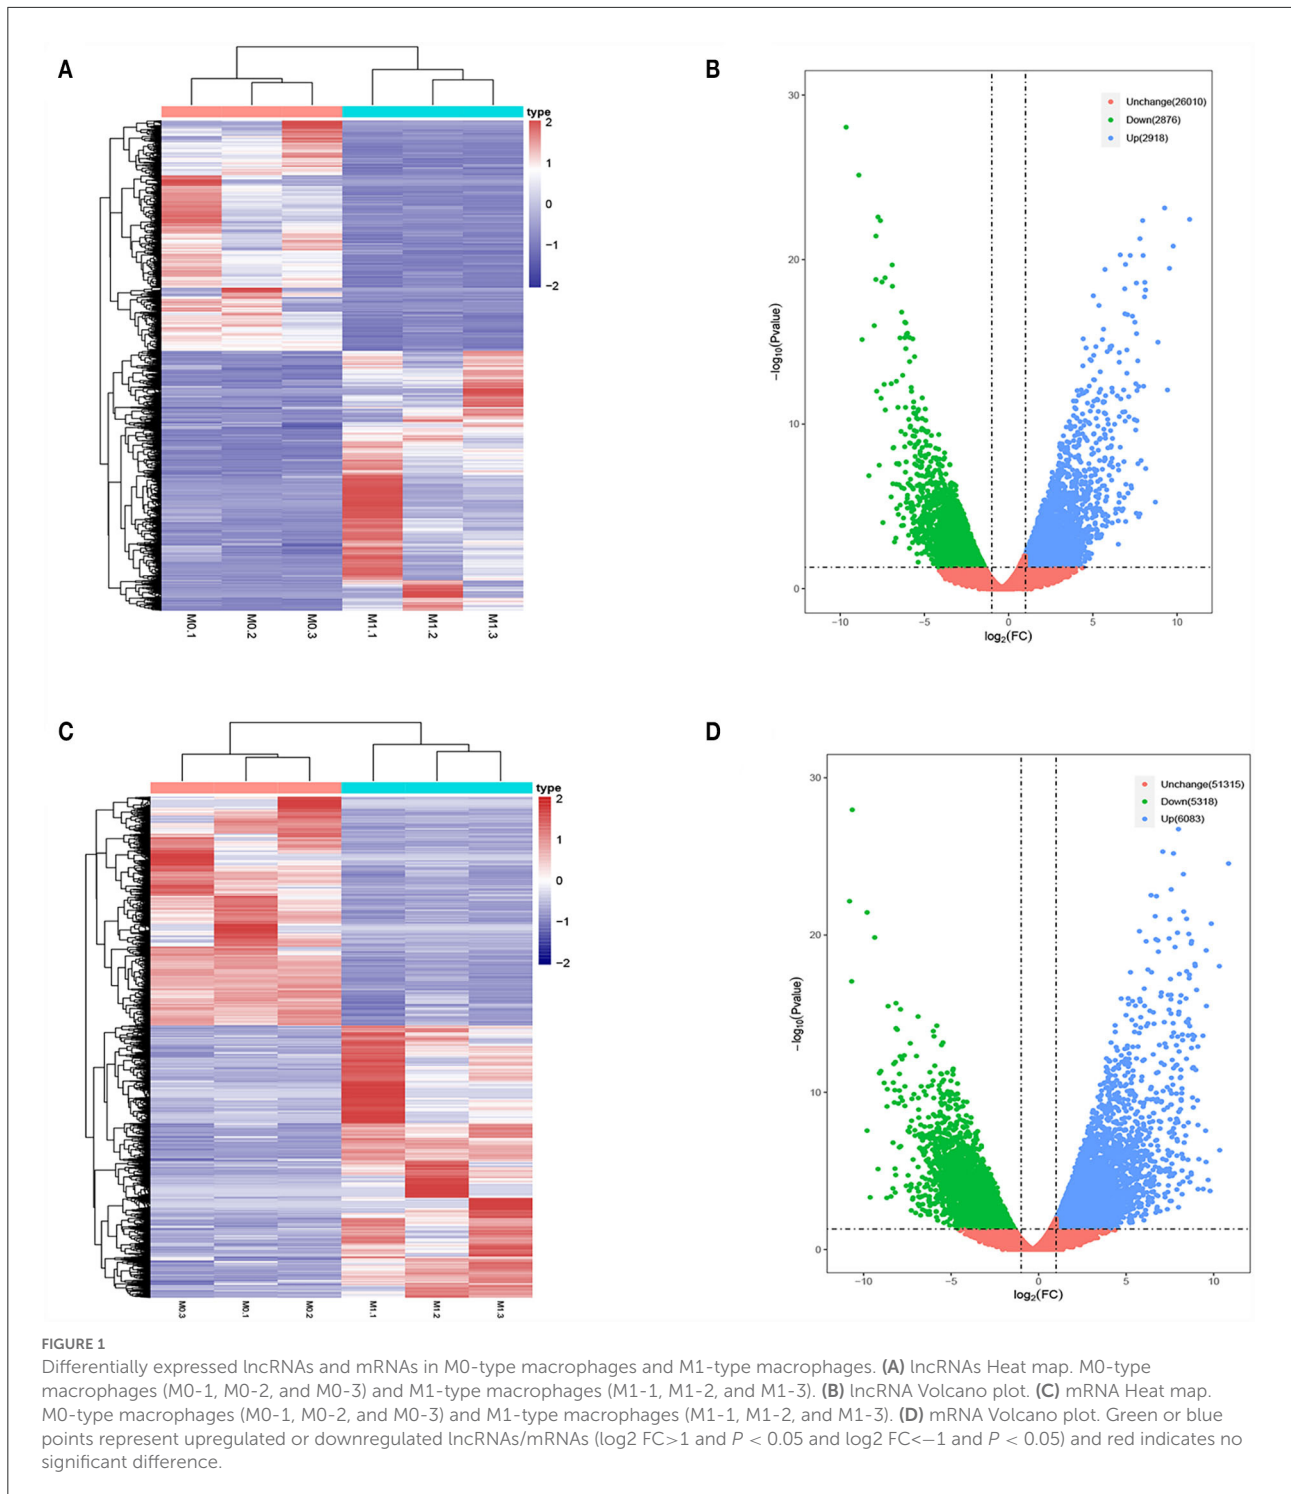 A
type
2
1
0
−1
−2
M0.1
M0.2
M0.3
M1.1
M1.2
M1.3
B
30
20
10
0
−log10(Pvalue)
Unchange(26010)
Down(2876)
Up(2918)
−10
−5
0
5
10
log2(FC)
C
type
2
1
0
−1
−2
M0.3
M0.1
M0.2
M1.1
M1.2
M1.3
D
30
20
10
0
−log10(Pvalue)
Unchange(51315)
Down(5318)
Up(6083)
−10
−5
0
5
10
log2(FC)
FIGURE 1
Differentially expressed lncRNAs and mRNAs in M0-type macrophages and M1-type macrophages. (A) lncRNAs Heat map. M0-type
macrophages (M0-1, M0-2, and M0-3) and M1-type macrophages (M1-1, M1-2, and M1-3). (B) lncRNA Volcano plot. (C) mRNA Heat map.
M0-type macrophages (M0-1, M0-2, and M0-3) and M1-type macrophages (M1-1, M1-2, and M1-3). (D) mRNA Volcano plot. Green or blue
points represent upregulated or downregulated lncRNAs/mRNAs (log2 FC>1 and P < 0.05 and log2 FC<−1 and P < 0.05) and red indicates no
significant difference.